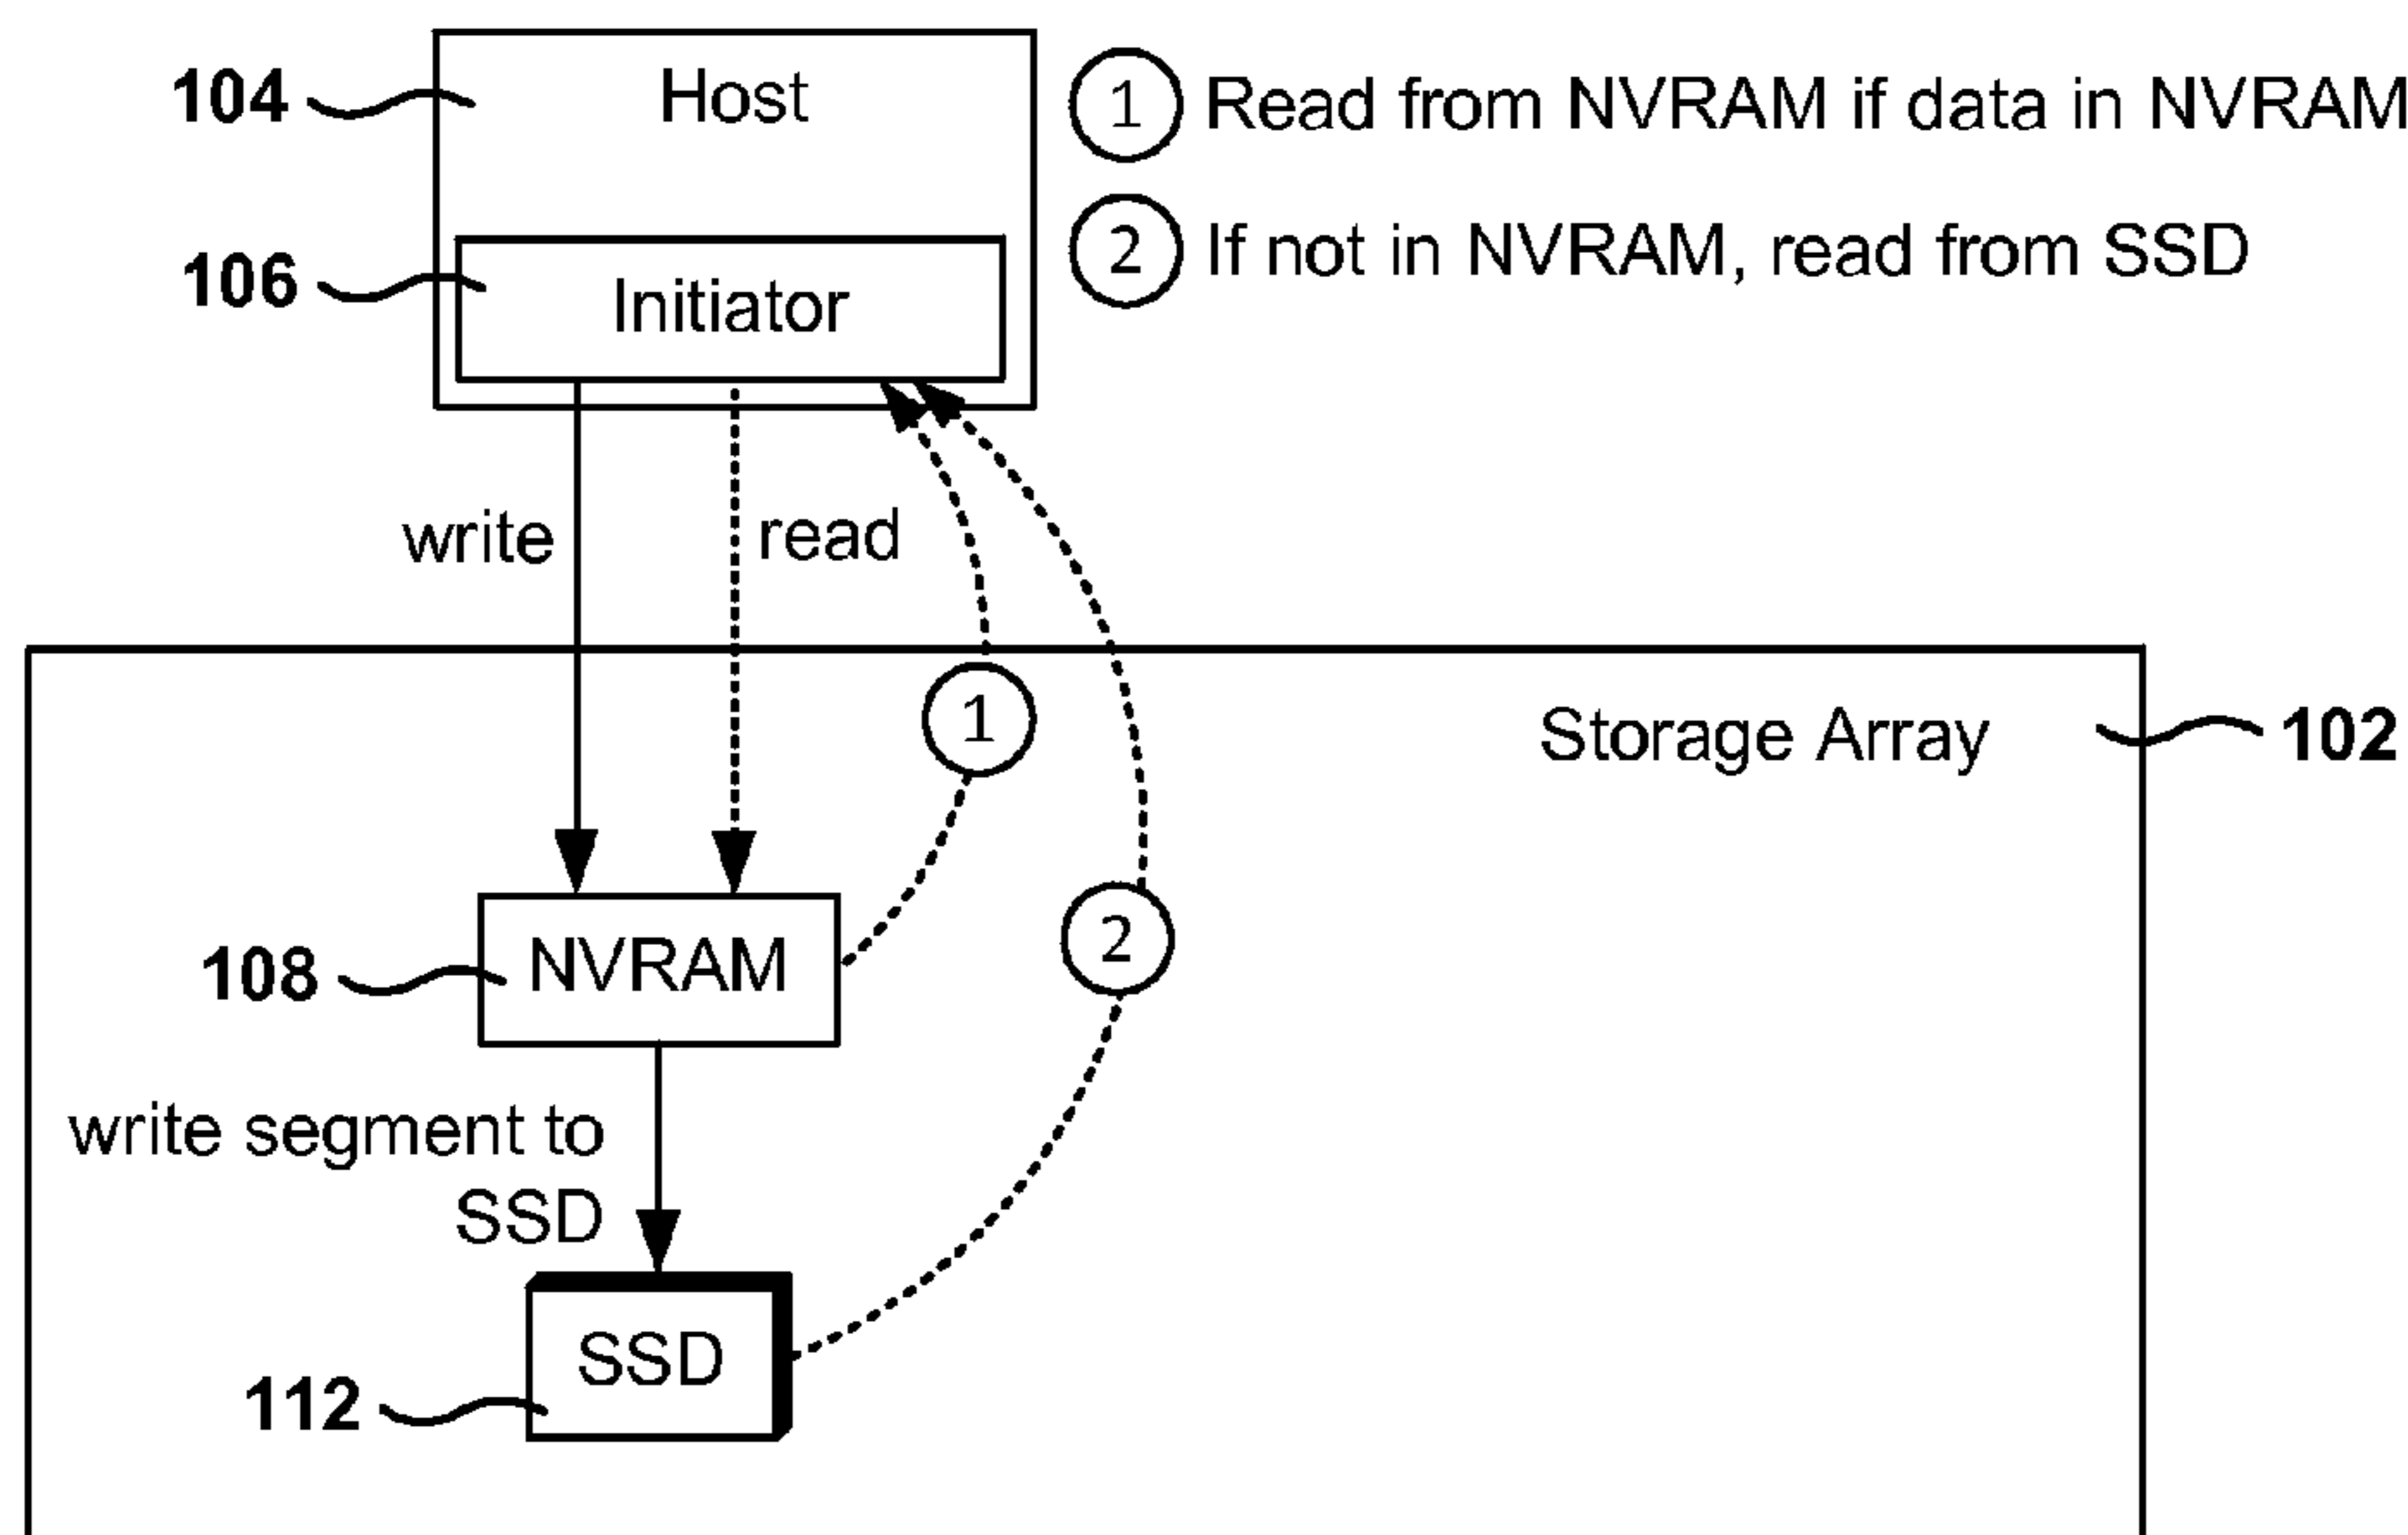 104
Host
1 Read from NVRAM if data in NVRAM
2 If not in NVRAM, read from SSD
106
Initiator
write
read
1
Storage Array
102
2
108
NVRAM
write segment to
SSD
SSD
112